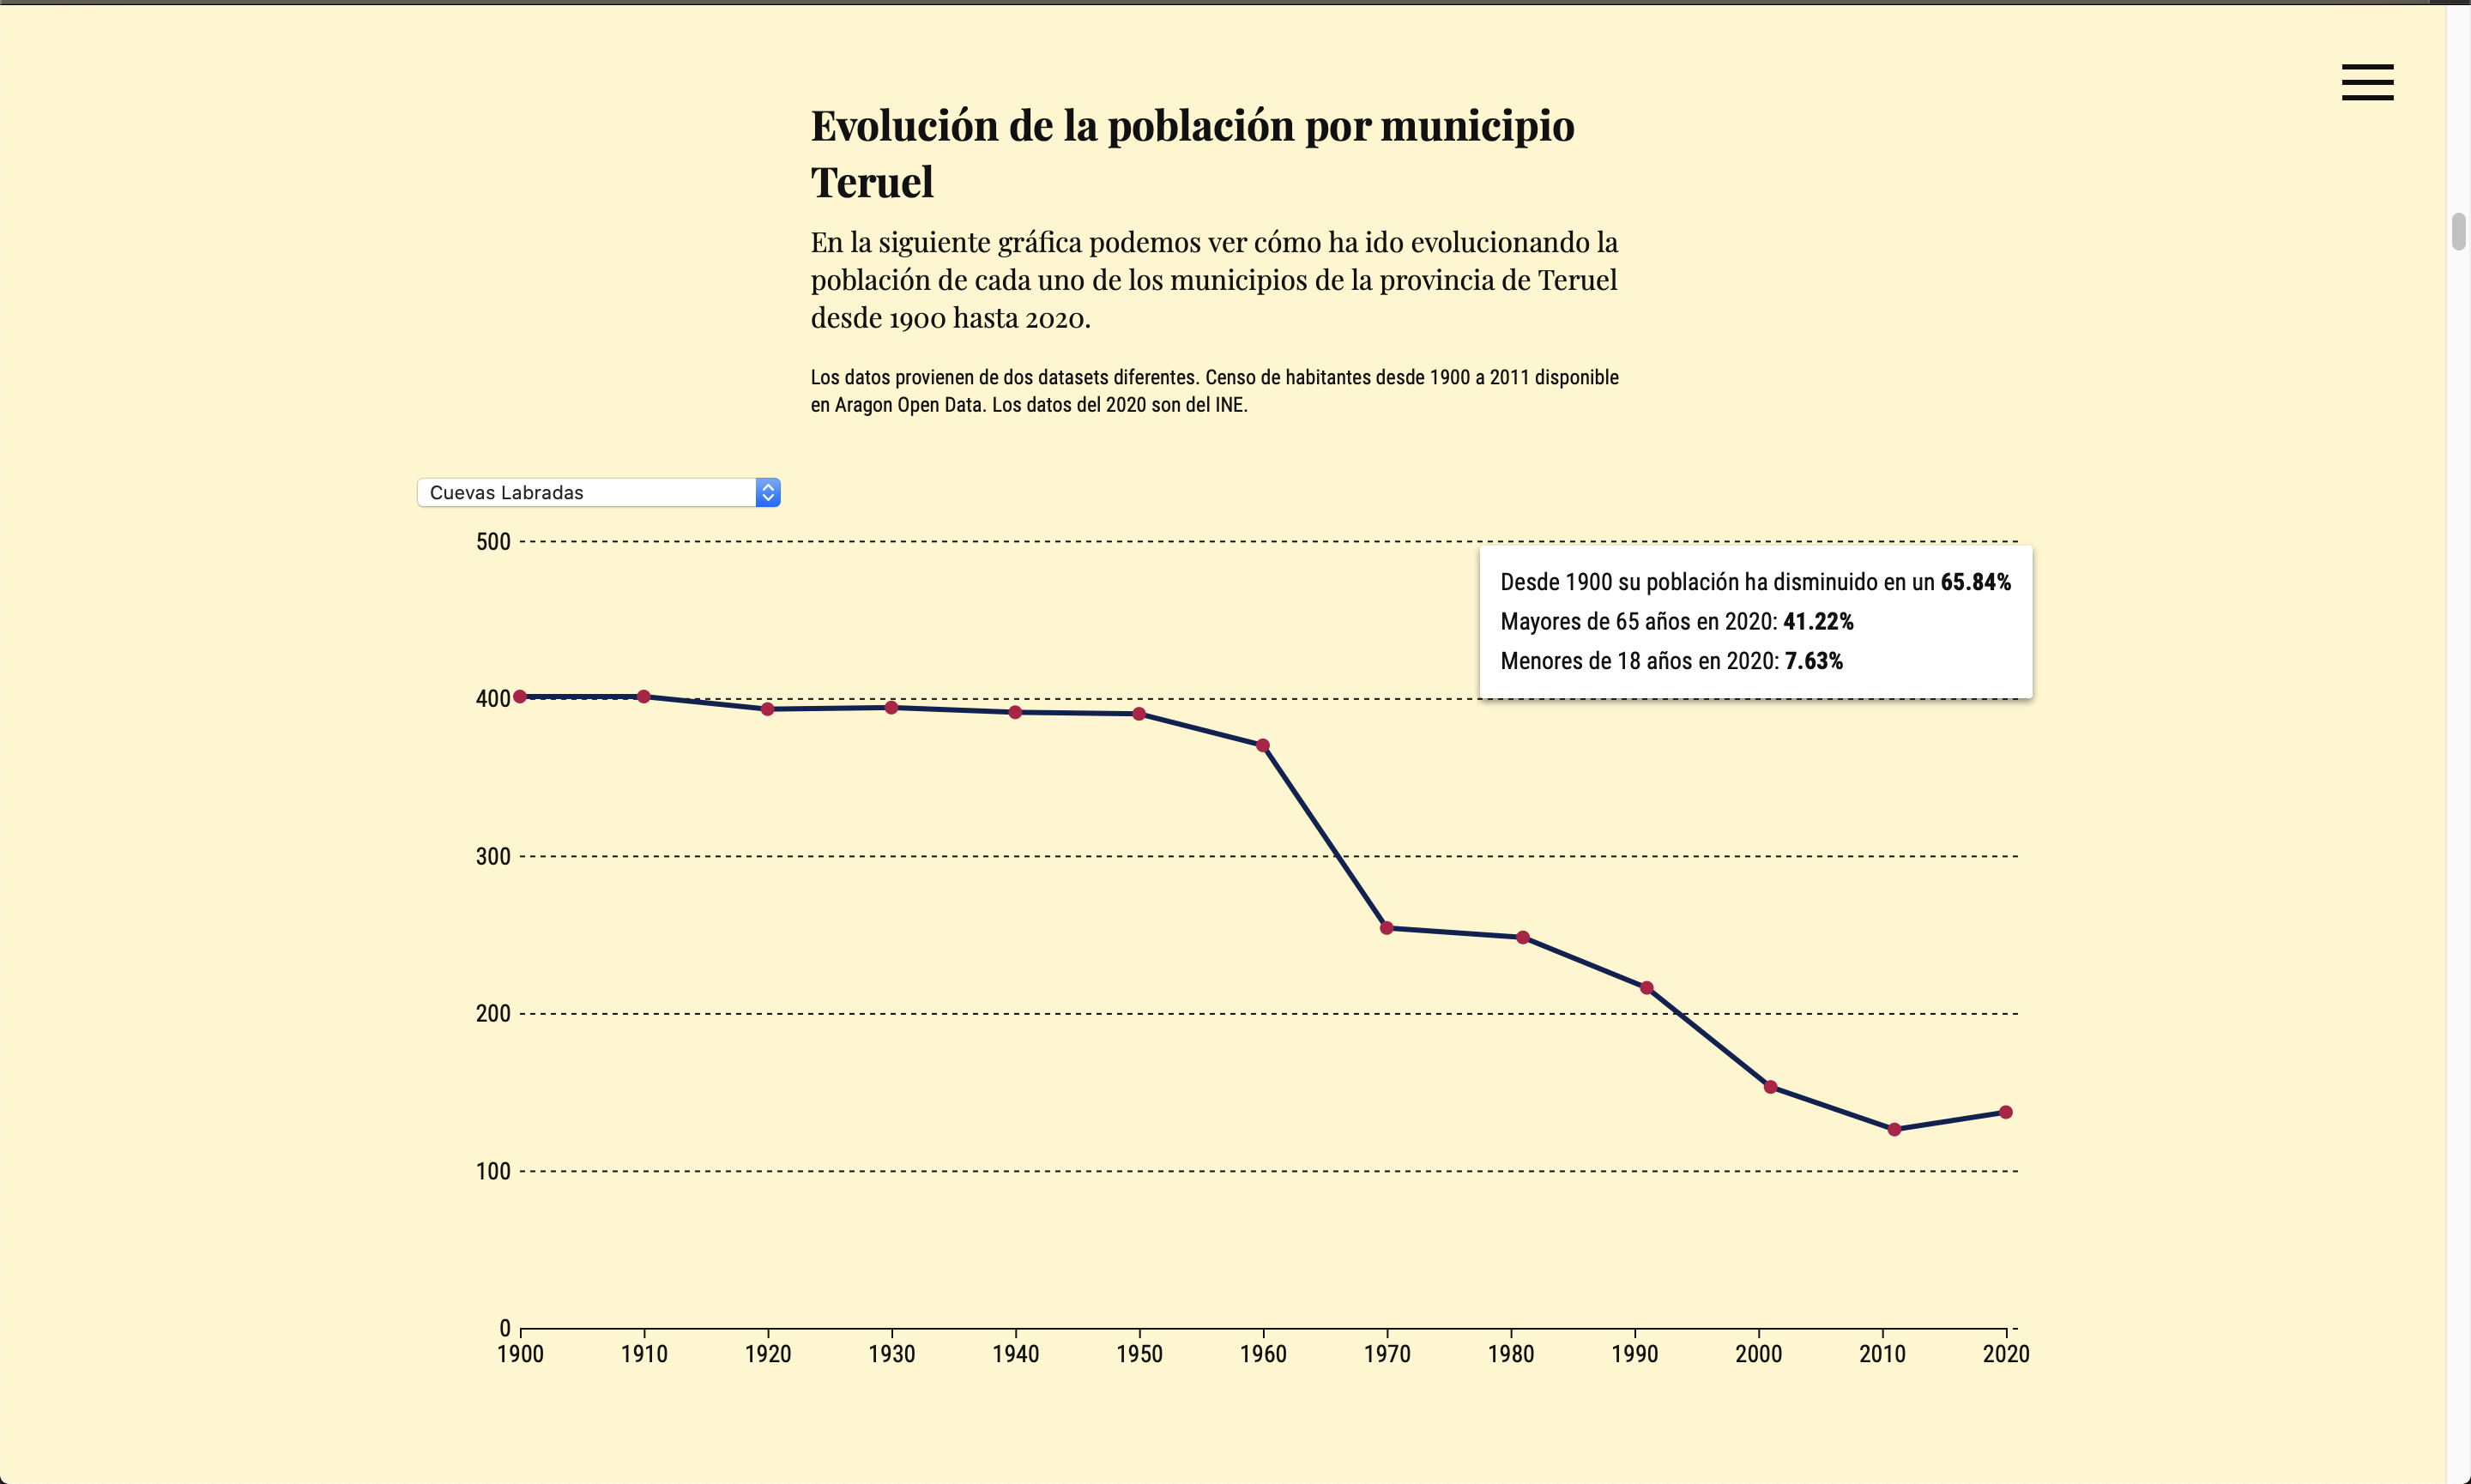 Evolución de la población por municipio
Teruel
En la siguiente gráfica podemos ver cómo ha ido evolucionando la
población de cada uno de los municipios de la provincia de Teruel
desde 1900 hasta 2020.
Los datos provienen de dos datasets diferentes. Censo de habitantes desde 1900 a 2011 disponible
en Aragon Open Data. Los datos del 2020 son del INE.
Cuevas Labradas
500
Desde 1900 su población ha disminuido en un 65.84%
Mayores de 65 años en 2020: 41.22%
Menores de 18 años en 2020: 7.63%
400
300
200
100
0
1900 1910 1920 1930 1940 1950 1960 1970 1980 1990 2000 2010 2020